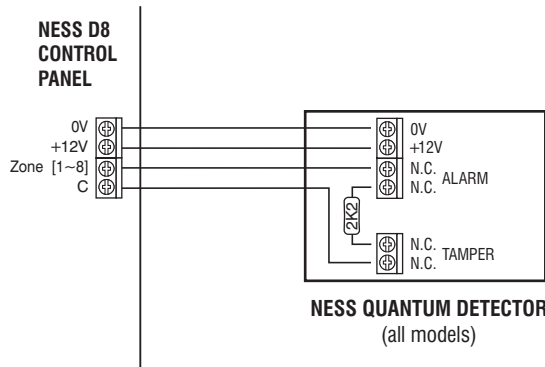 NESS D8
CONTROL
PANEL
0V
+12V
Zone [1~8]
C
0V
+12V
N.C.
N.C.
ALARM
2K2
N.C.
N.C.
TAMPER
NESS QUANTUM DETECTOR
(all models)